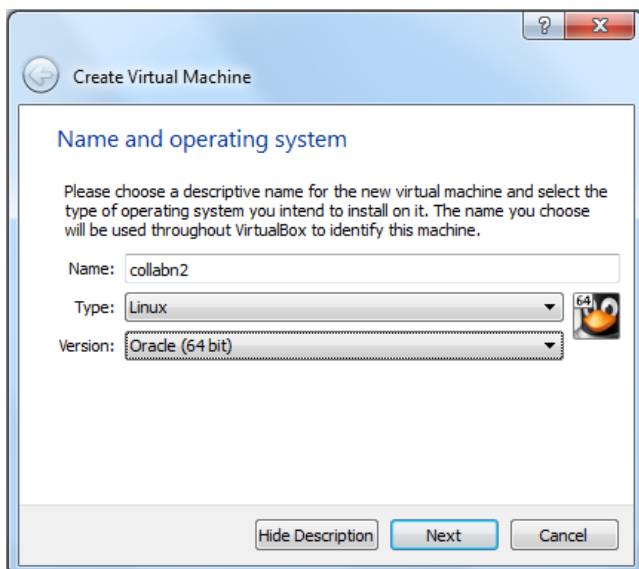 ?
Create Virtual Machine
Name and operating system
Please choose a descriptive name for the new virtual machine and select the
type of operating system you intend to install on it. The name you choose
will be used throughout VirtualBox to identify this machine.
Name: collabn2
Type: Linux
64
Version: Oracle (64 bit)
Hide Description Next Cancel